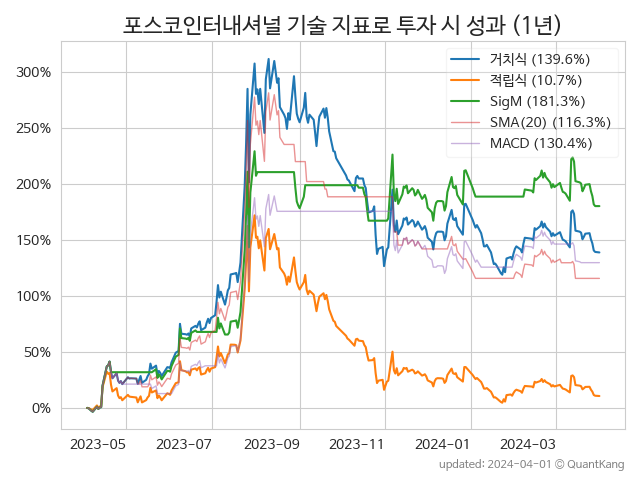 포스코인터내셔널 기술 지표로 투자 시 성과 (1년)
거치식 (139.6%)
적립식 (10.7%)
SigM (181.3%)
SMA(20) (116.3%)
MACD (130.4%)
300%
250%
200%
150%
100%
50%
0%
2023-05 2023-07 2023-09 2023-11 2024-01 2024-03
updated: 2024-04-01 @ QuantKang